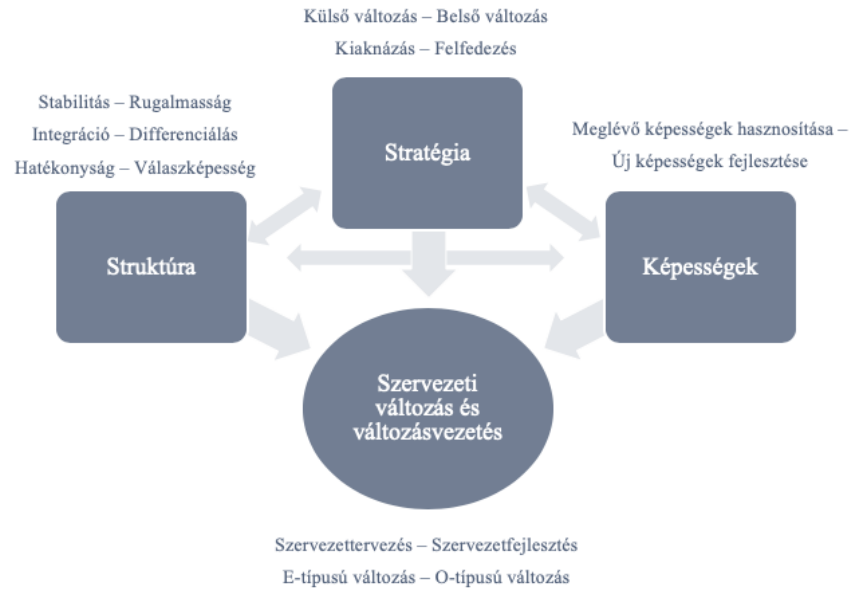 Külső változás – Belső változás
Kiaknázás – Felfedezés
Stratégia
Stabilitás – Rugalmasság
Integráció – Differenciálás
Hatékonyság – Válaszképesség
Struktúra
Meglévő képességek hasznosítása –
Új képességek fejlesztése
Képességek
Szervezeti
változás és
változásvezetés
Szervezettervezés – Szervezetfejlesztés
E-típusú változás – O-típusú változás